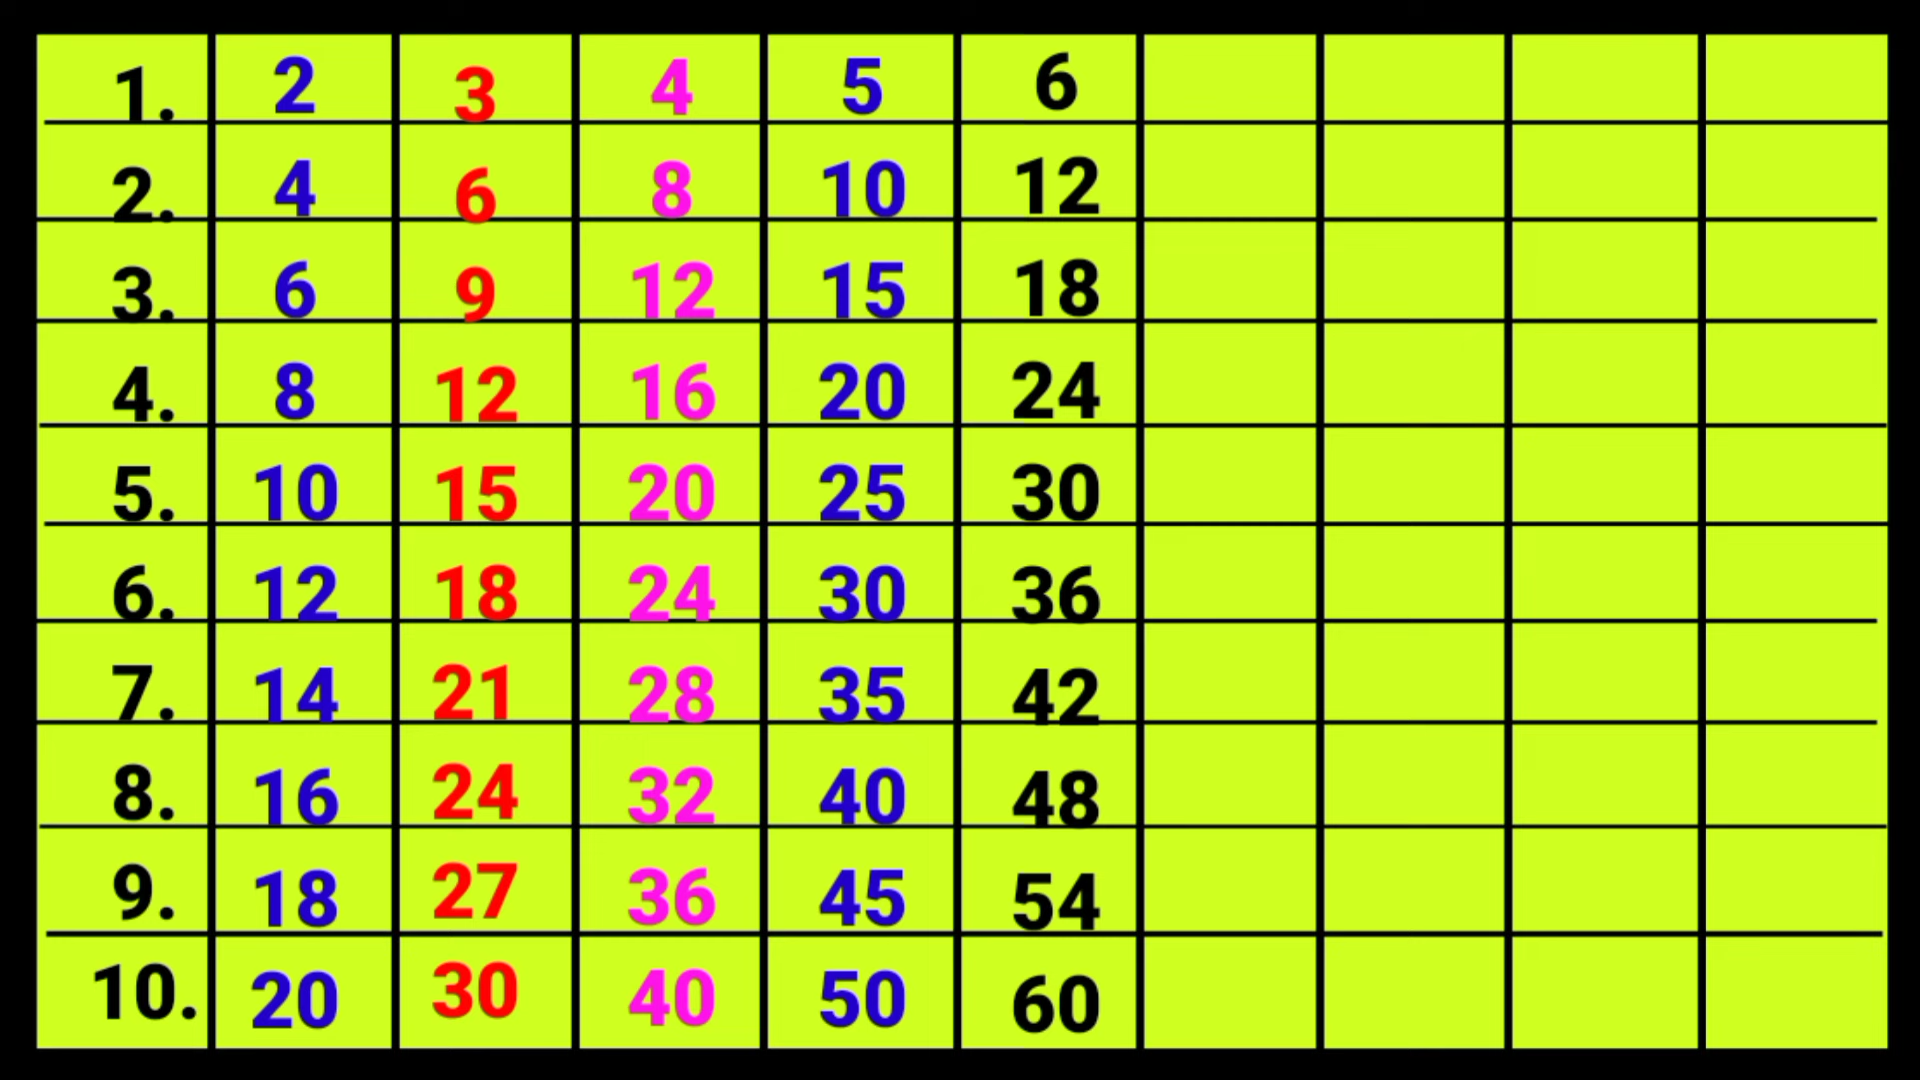 1. 2 3 4 5 6
2. 4 6 8 10 12
3. 6 9 12 15 18
4. 8 12 16 20 24
5. 10 15 20 25 30
6. 12 18 24 30 36
7. 14 21 28 35 42
8. 16 24 32 40 48
9. 18 27 36 45 54
10. 20 30 40 50 60